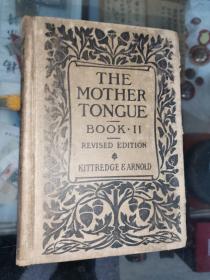 THE
MOTHER
TONGUE
BOOK · II
REVISED EDITION
KITTREDGE & ARNOLD